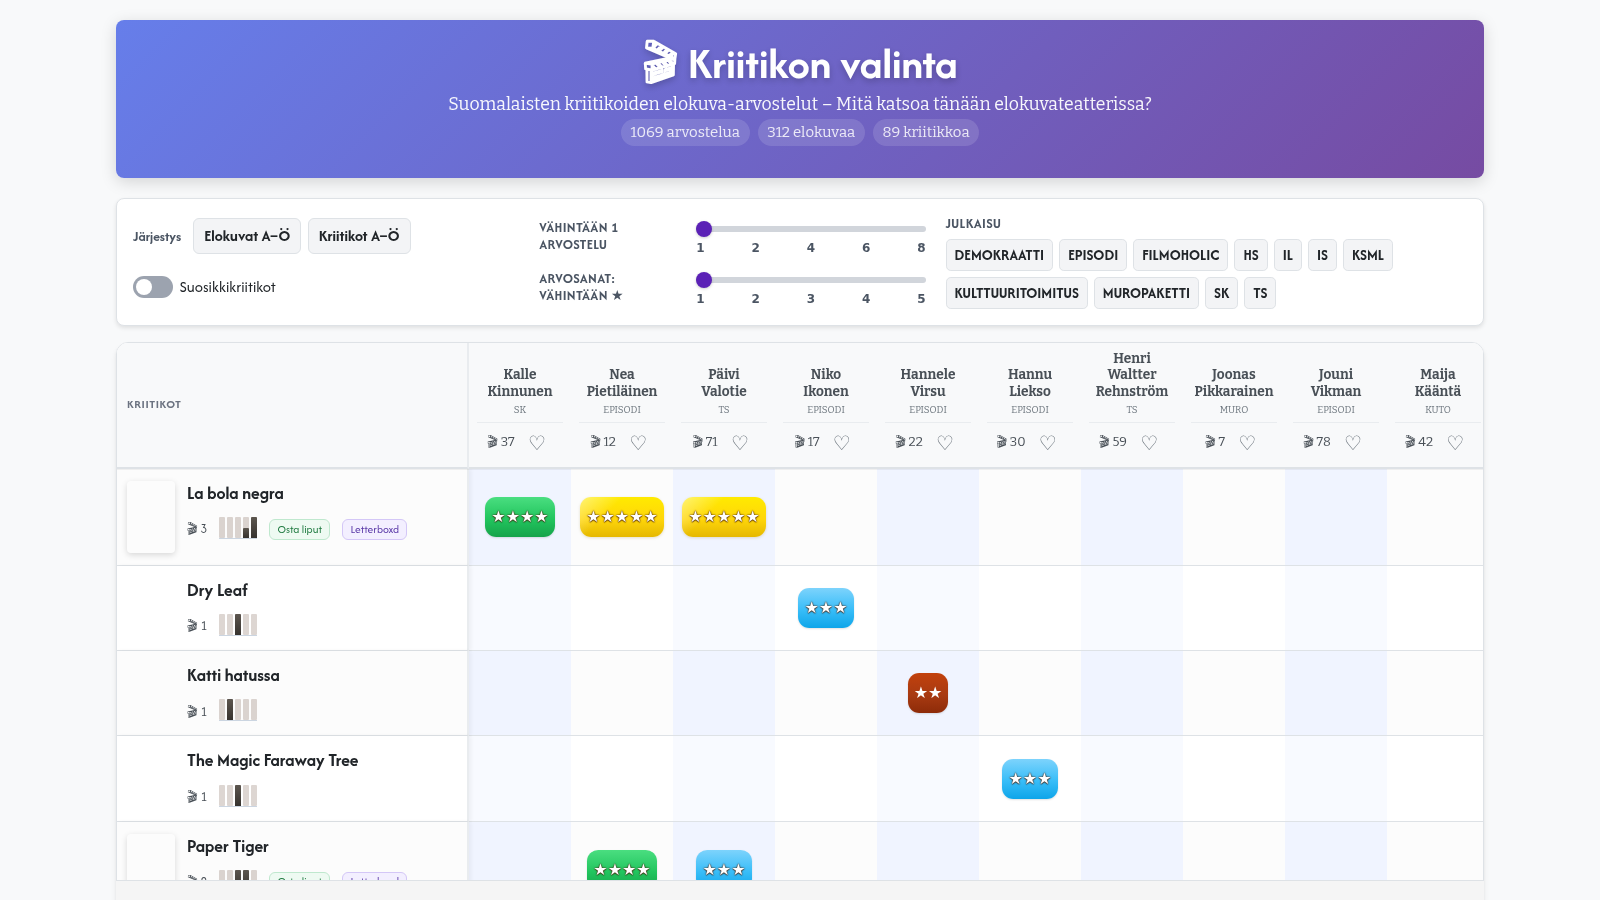 Kriitikon valinta
Suomalaisten kriitikoiden elokuva-arvostelut – Mitä katsoa tänään elokuvateatterissa?
1069 arvostelua 312 elokuvaa 89 kriitikkoa
Järjestys Elokuvat A–Ö Kriitikot A–Ö
Suosikkikriitikot
VÄHINTÄÄN 1
ARVOSTELU
1 2 4 6 8
ARVOSANAT:
VÄHINTÄÄN ★
1 2 3 4 5
JULKAISU
DEMOKRAATTI EPISODI FILMOHOLIC HS IL IS KSML
KULTTUURITOIMITUS MUROPAKETTI SK TS
KRIITIKOT
Kalle
Kinnunen
SK
37 ♡
Nea
Pietiläinen
EPISODI
12 ♡
Päivi
Valotie
TS
71 ♡
Niko
Ikonen
EPISODI
17 ♡
Hannele
Virsu
EPISODI
22 ♡
Hannu
Liekso
EPISODI
30 ♡
Henri
Waltter
Rehnström
TS
59 ♡
Joonas
Pikkarainen
MURO
7 ♡
Jouni
Vikman
EPISODI
78 ♡
Maija
Kääntä
KUTO
42 ♡
La bola negra
3 Osta liput Letterboxd
★★★★ ★★★★★ ★★★★★
Dry Leaf
1
★★★
Katti hatussa
1
★★
The Magic Faraway Tree
1
★★★
Paper Tiger
★★★★ ★★★